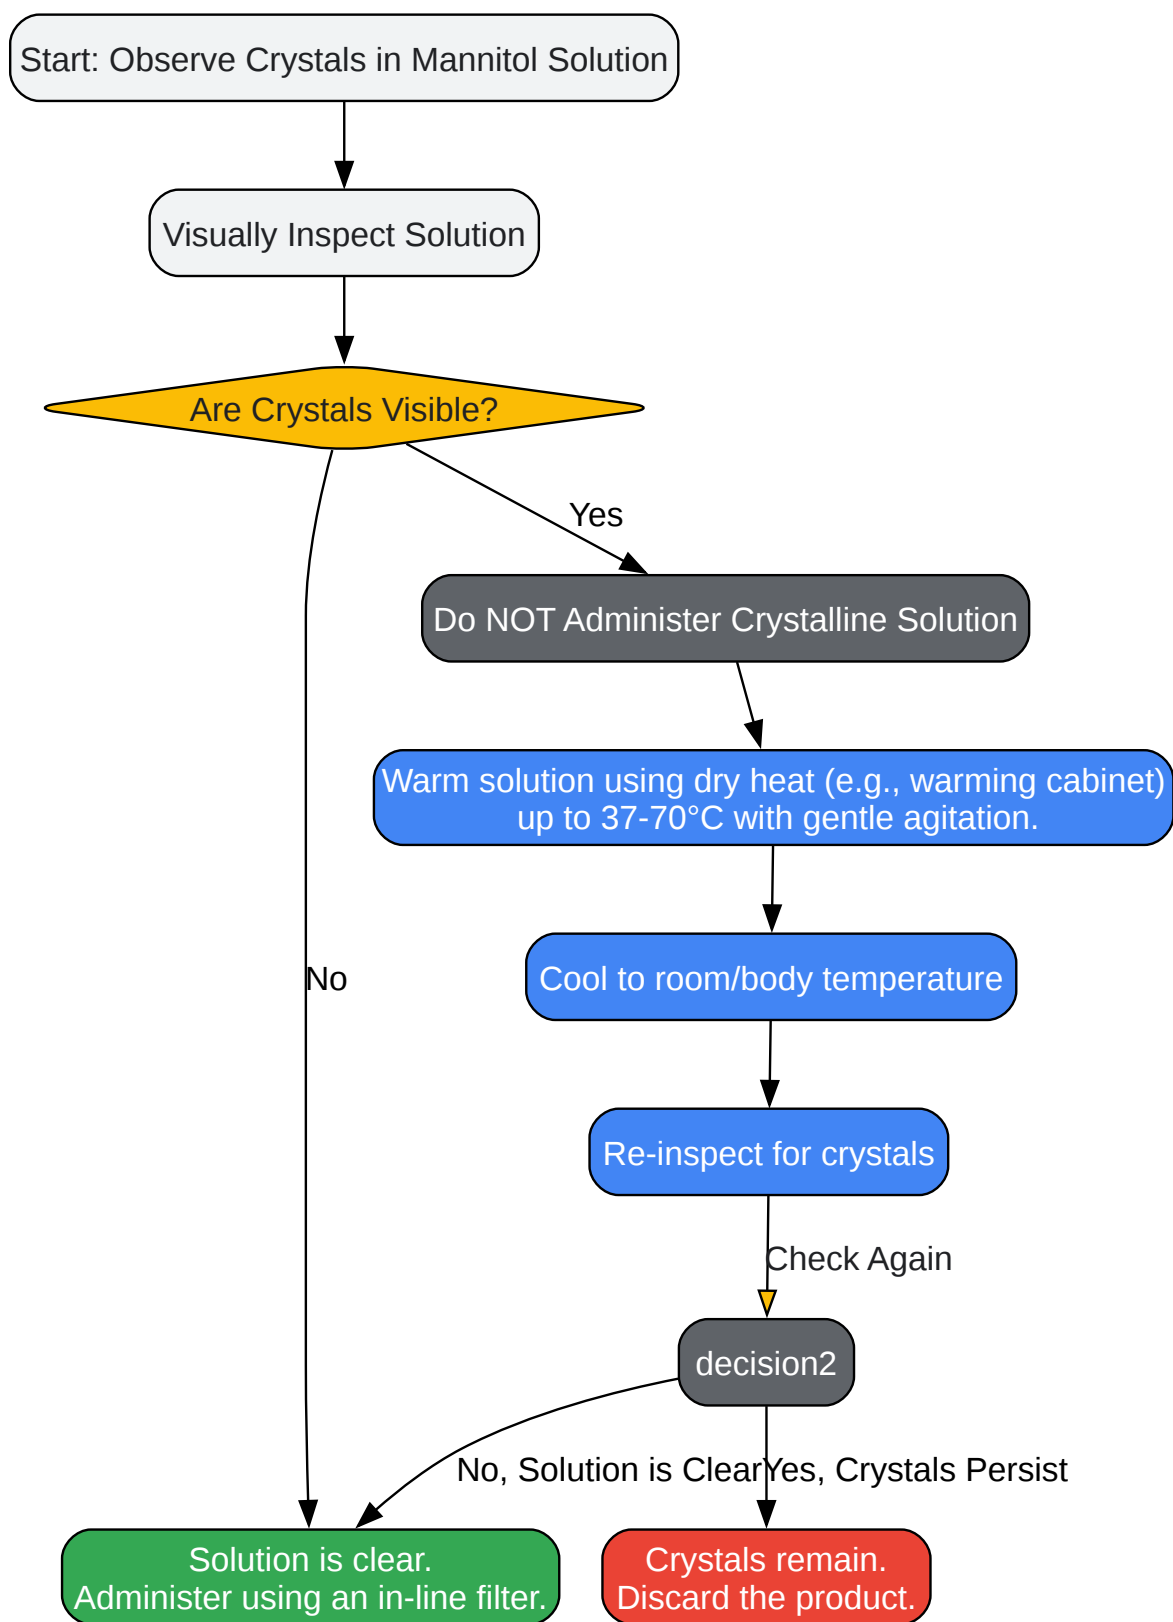 Start: Observe Crystals in Mannitol Solution
Visually Inspect Solution
Are Crystals Visible?
Yes
Do NOT Administer Crystalline Solution
Warm solution using dry heat (e.g., warming cabinet)
up to 37-70°C with gentle agitation.
No
Cool to room/body temperature
Re-inspect for crystals
Check Again
decision2
No, Solution is Clear
Yes, Crystals Persist
Solution is clear.
Administer using an in-line filter.
Crystals remain.
Discard the product.